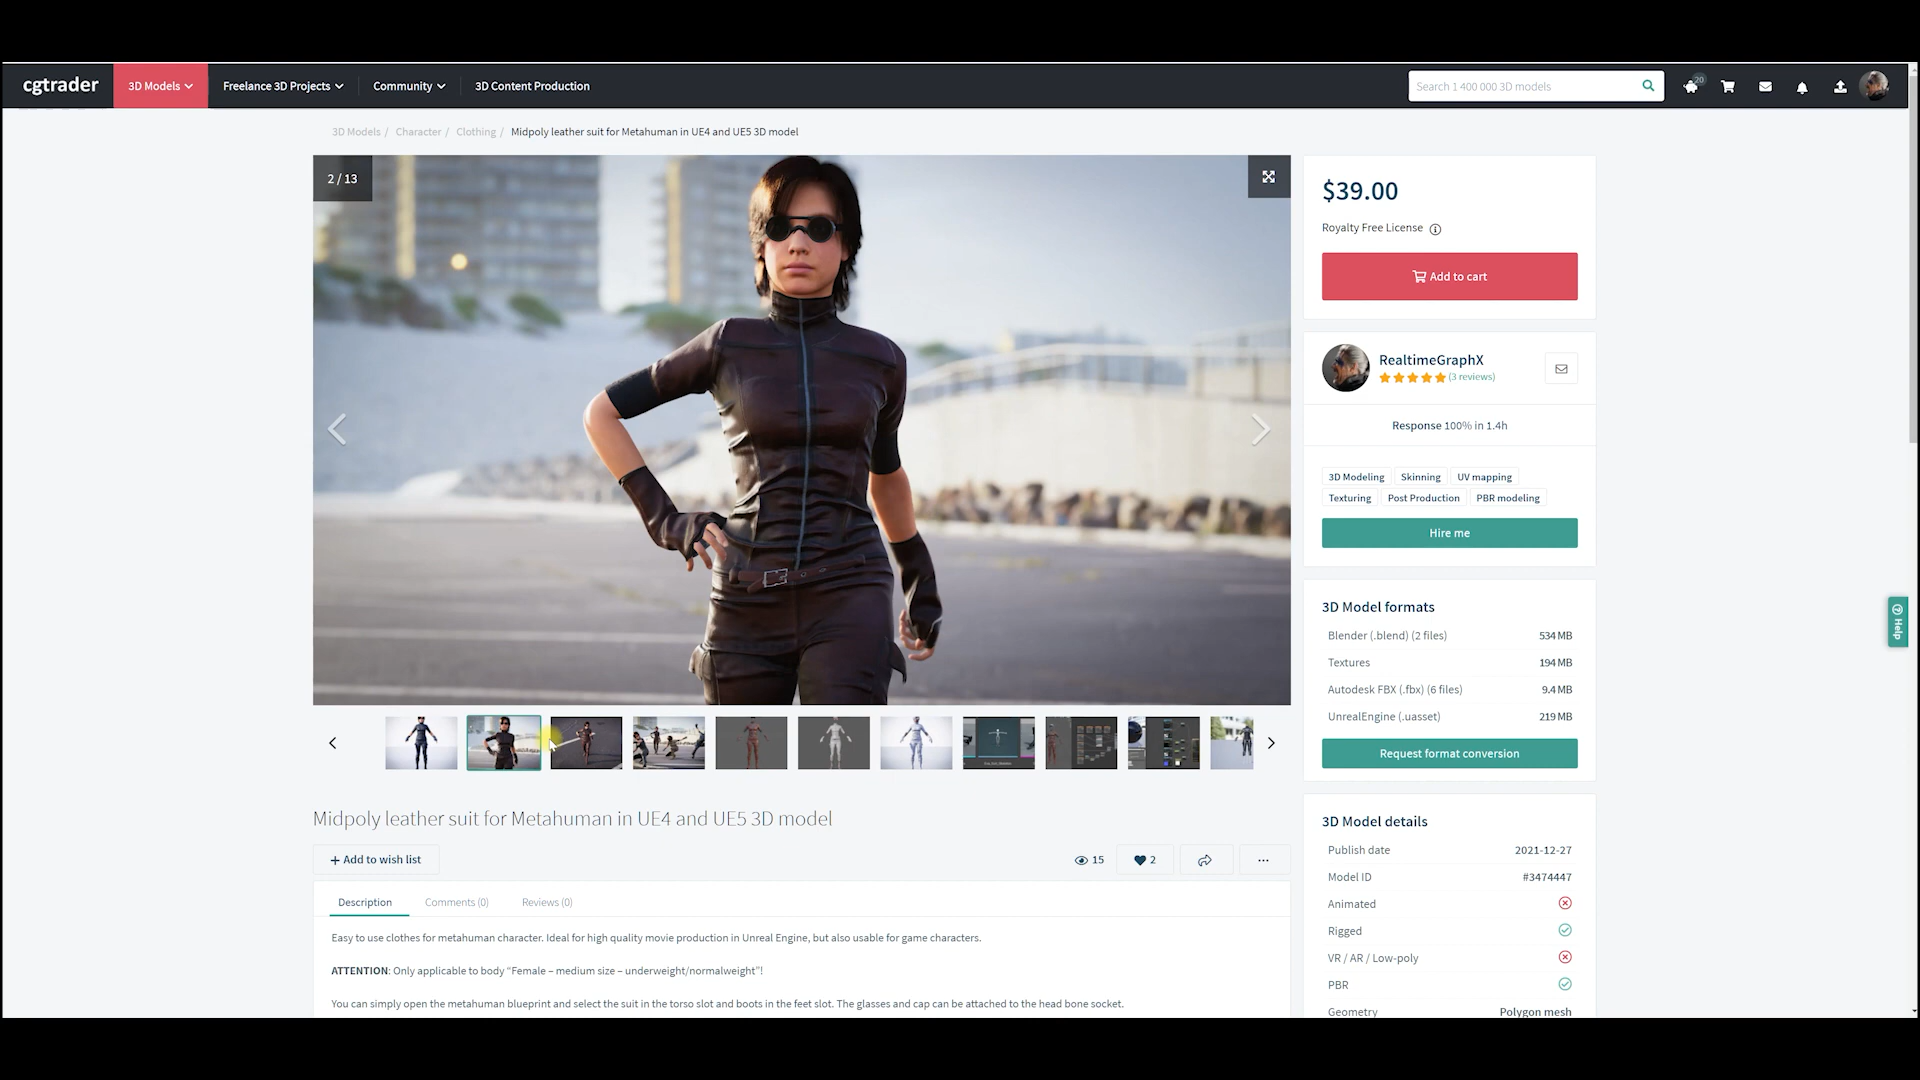 cgtrader
3D Models
Freelance 3D Projects
Community
3D Content Production
Search 1 400 000 3D models
20
3D Models / Character / Clothing / Midpoly leather suit for Metahuman in UE4 and UE5 3D model
2 / 13
$39.00
Royalty Free License
Add to cart
RealtimeGraphX
(3 reviews)
Response 100% in 1.4h
3D Modeling
Skinning
UV mapping
Texturing
Post Production
PBR modeling
Hire me
3D Model formats
Blender (.blend) (2 files) 534 MB
Textures 194 MB
Autodesk FBX (.fbx) (6 files) 9.4 MB
UnrealEngine (.uasset) 219 MB
Request format conversion
Help
Midpoly leather suit for Metahuman in UE4 and UE5 3D model
+ Add to wish list
15
2
...
Description
Comments (0)
Reviews (0)
Easy to use clothes for metahuman character. Ideal for high quality movie production in Unreal Engine, but also usable for game characters.
ATTENTION: Only applicable to body “Female – medium size – underweight/normalweight”!
You can simply open the metahuman blueprint and select the suit in the torso slot and boots in the feet slot. The glasses and cap can be attached to the head bone socket.
3D Model details
Publish date 2021-12-27
Model ID #3474447
Animated
Rigged
VR / AR / Low-poly
PBR
Geometry Polygon mesh